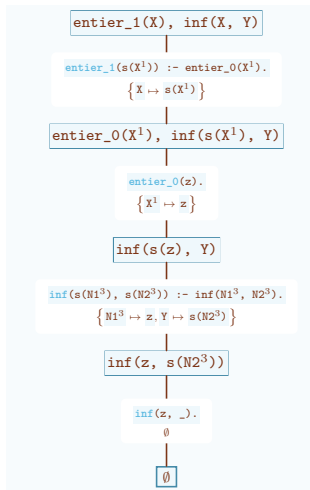 entier_1(X), inf(X, Y)
entier_1(s(X¹)) :- entier_0(X¹).
{X ↦ s(X¹)}
entier_0(X¹), inf(s(X¹), Y)
entier_0(z).
{X¹ ↦ z}
inf(s(z), Y)
inf(s(N1³), s(N2³)) :- inf(N1³, N2³).
{N1³ ↦ z, Y ↦ s(N2³)}
inf(z, s(N2³))
inf(z, _).
∅
∅